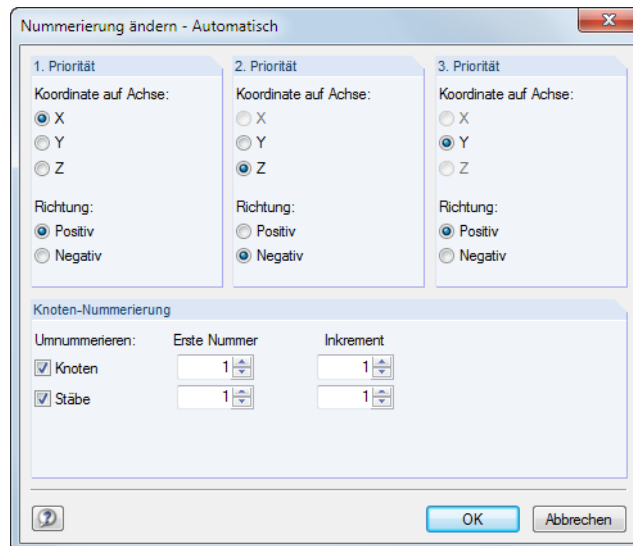 Nummerierung ändern - Automatisch
1. Priorität
Koordinate auf Achse:
X
Y
Z
Richtung:
Positiv
Negativ
2. Priorität
Koordinate auf Achse:
X
Y
Z
Richtung:
Positiv
Negativ
3. Priorität
Koordinate auf Achse:
X
Y
Z
Richtung:
Positiv
Negativ
Knoten-Nummerierung
Umnummerieren: Erste Nummer Inkrement
Knoten 1 1
Stäbe 1 1
OK Abbrechen